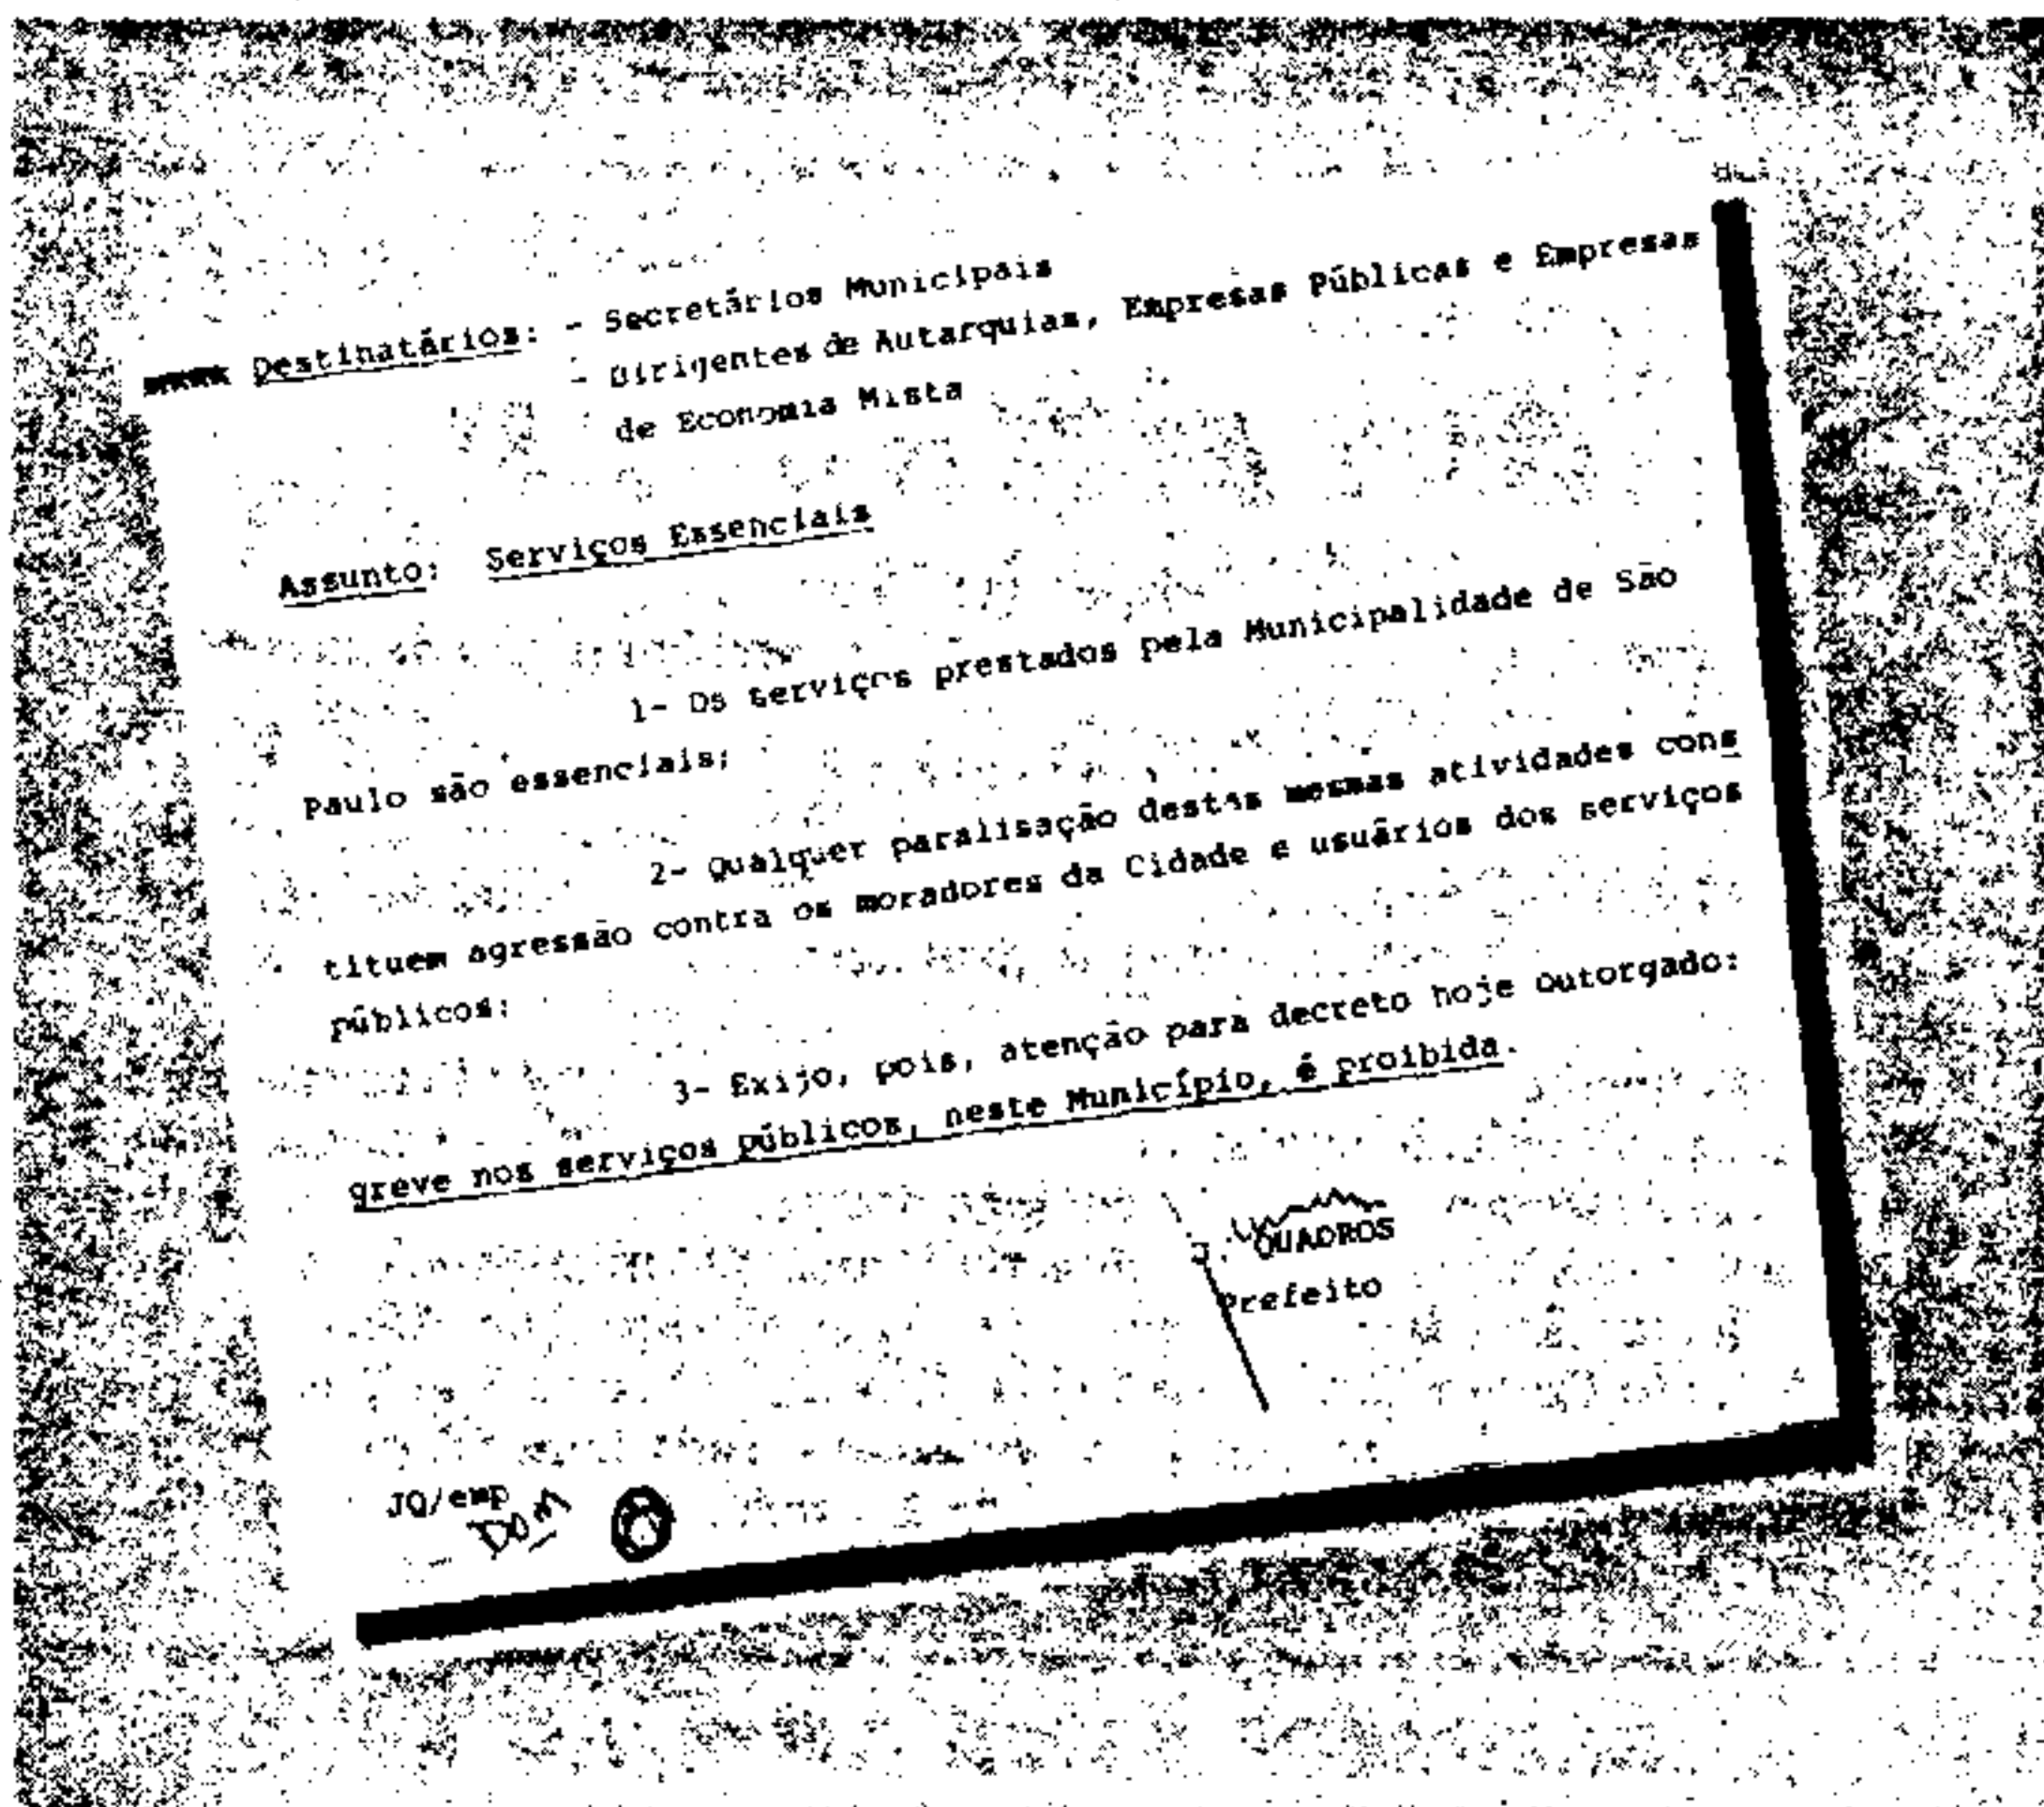 Destinatários: - Secretários Municipais
- Dirigentes de Autarquias, Empresas Públicas e Empresas
de Economia Mista
Assunto: Serviços Essenciais
1- Os serviços prestados pela Municipalidade de São
Paulo são essenciais;
2- Qualquer paralisação destas mesmas atividades cons
tituem agressão contra os moradores da Cidade e usuários dos serviços
públicos;
3- Exijo, pois, atenção para decreto hoje outorgado:
greve nos serviços públicos, neste Município, é proibida.
J. QUADROS
Prefeito
JQ/emp
DOM